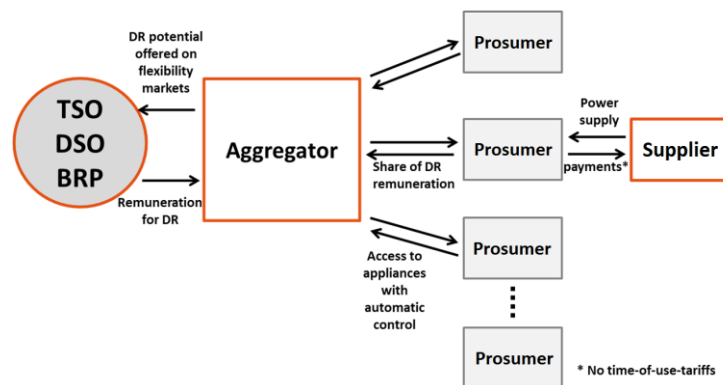 DR potential
offered on
flexibility
markets
TSO
DSO
BRP
Remuneration
for DR
Aggregator
Share of DR
remuneration
Access to
appliances
with
automatic
control
Prosumer
Prosumer
Prosumer
Prosumer
Power
supply
payments*
Supplier
* No time-of-use-tariffs